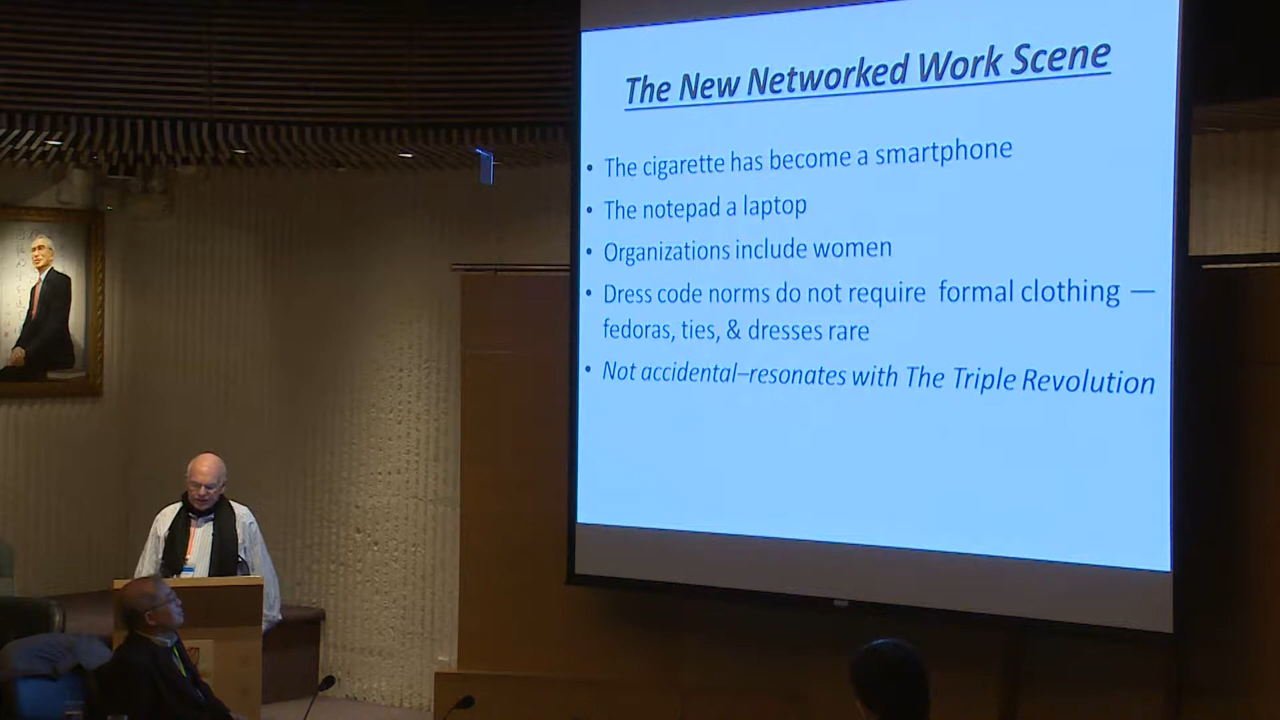 The New Networked Work Scene
• The cigarette has become a smartphone
• The notepad a laptop
• Organizations include women
• Dress code norms do not require formal clothing —
fedoras, ties, & dresses rare
• Not accidental–resonates with The Triple Revolution